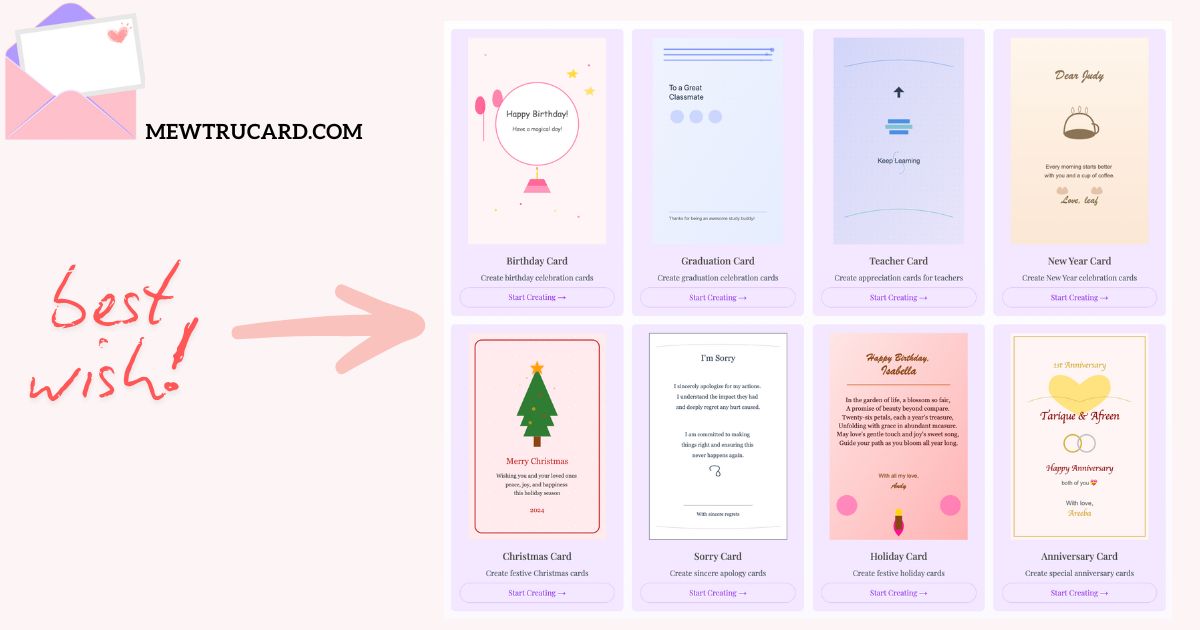 MEWTRUCARD.COM
best
wish!
Happy Birthday!
Have a magical day!
Birthday Card
Create birthday celebration cards
Start Creating →
To a Great
Classmate
Thanks for being an awesome study buddy!
Graduation Card
Create graduation celebration cards
Start Creating →
Keep Learning
Teacher Card
Create appreciation cards for teachers
Start Creating →
Dear Judy
Every morning starts better
with you and a cup of coffee
Love, leaf
New Year Card
Create New Year celebration cards
Start Creating →
Merry Christmas
Wishing you and your loved ones
peace, joy, and happiness
this holiday season
2024
Christmas Card
Create festive Christmas cards
Start Creating →
I'm Sorry
I sincerely apologise for my actions.
I understand the impact they had
and deeply regret any hurt caused.
I am committed to making
things right and ensuring this
never happens again.
With sincere regrets
Sorry Card
Create sincere apology cards
Start Creating →
Happy Birthday,
Isabella
In the garden of life, a blossom so fair,
A promise of beauty beyond compare.
Twenty-six petals, each a year's treasure,
Unfolding with grace in abundant measure.
May love's gentle touch and joy's sweet song,
Guide your path as you bloom all year long.
With all my love,
Andy
Holiday Card
Create festive holiday cards
Start Creating →
1st Anniversary
Tarique & Afreen
Happy Anniversary
both of you 💝
With love,
Areeba
Anniversary Card
Create special anniversary cards
Start Creating →